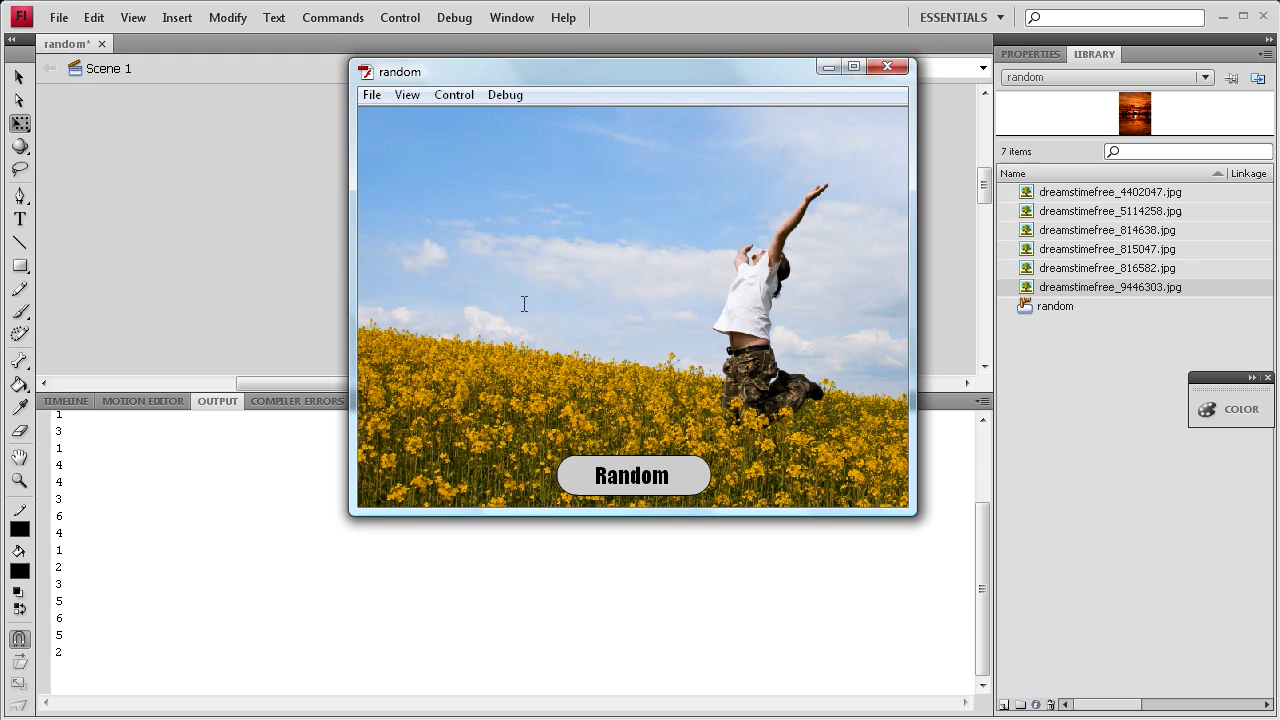 Fl File Edit View Insert Modify Text Commands Control Debug Window Help ESSENTIALS
random*
Scene 1
random
File View Control Debug
Random
PROPERTIES LIBRARY
random
7 items
Name Linkage
dreamstimefree_4402047.jpg
dreamstimefree_5114258.jpg
dreamstimefree_814638.jpg
dreamstimefree_815047.jpg
dreamstimefree_816582.jpg
dreamstimefree_9446303.jpg
random
COLOR
TIMELINE MOTION EDITOR OUTPUT COMPILER ERRORS
1
3
1
4
4
3
6
4
1
2
3
5
6
5
2